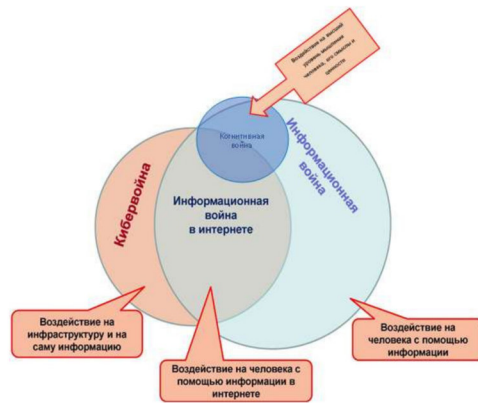 Воздействие на высший
уровень мышления
человека, его смыслы и
ценности
Когнитивная
война
Информационная
война
Кибервойна
Информационная
война
в интернете
Воздействие на
инфраструктуру и на
саму информацию
Воздействие на человека с
помощью информации в
интернете
Воздействие на
человека с помощью
информации